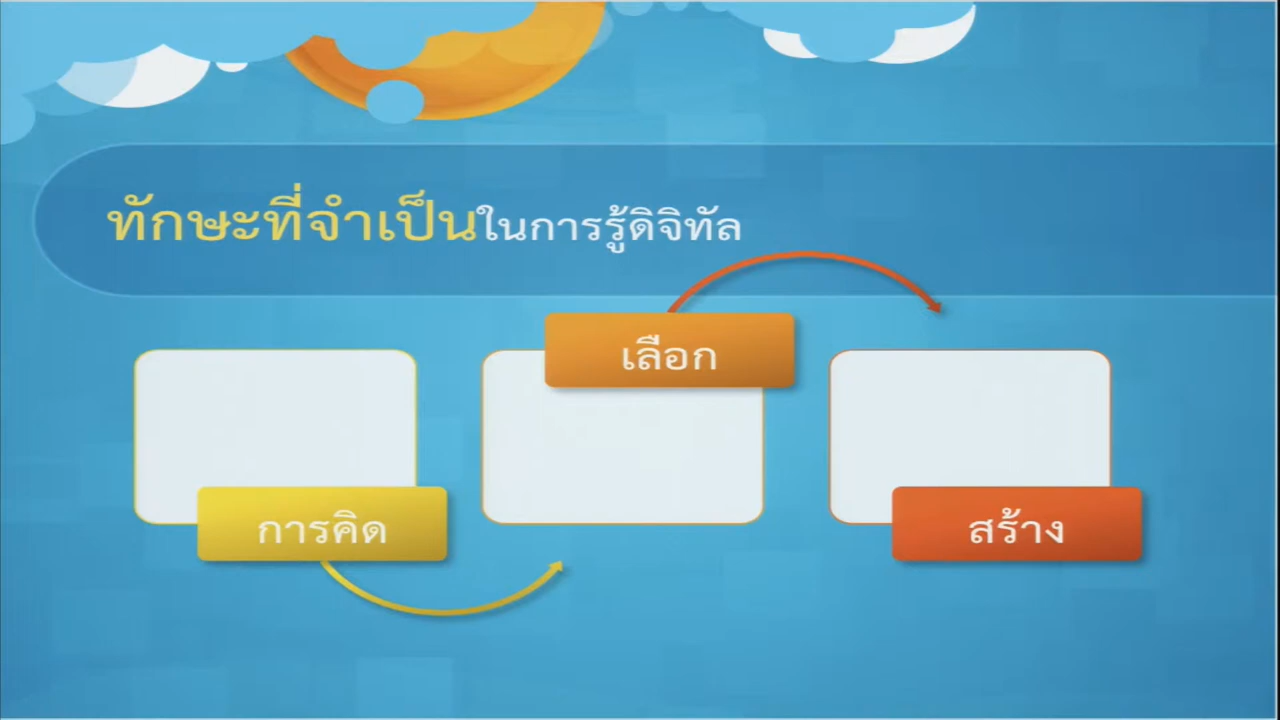 ทักษะที่จำเป็นในการรู้ดิจิทัล
เลือก
การคิด
สร้าง